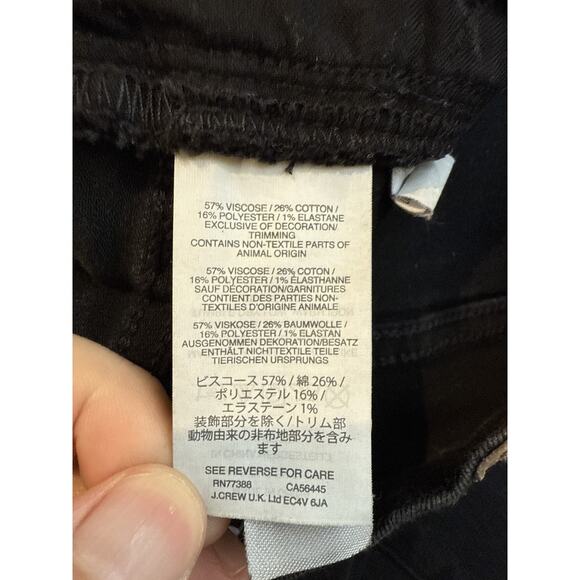 57% VISCOSE / 26% COTTON /
16% POLYESTER / 1% ELASTANE
EXCLUSIVE OF DECORATION/
TRIMMING
CONTAINS NON-TEXTILE PARTS OF
ANIMAL ORIGIN
57% VISCOSE / 26% COTON /
16% POLYESTER / 1% ÉLASTHANNE
SAUF DÉCORATION/GARNITURES
CONTIENT DES PARTIES NON-
TEXTILES D'ORIGINE ANIMALE
57% VISKOSE / 26% BAUMWOLLE /
16% POLYESTER / 1% ELASTAN
AUSGENOMMEN DEKORATION/BESATZ
ENTHÄLT NICHTTEXTILE TEILE
TIERISCHEN URSPRUNGS
ビスコース 57% / 綿 26% /
ポリエステル 16% /
エラステーン 1%
装飾部分を除く/トリム部
動物由来の非布地部分を含み
ます
SEE REVERSE FOR CARE
RN77388 CA56445
J.CREW U.K. Ltd EC4V 6JA